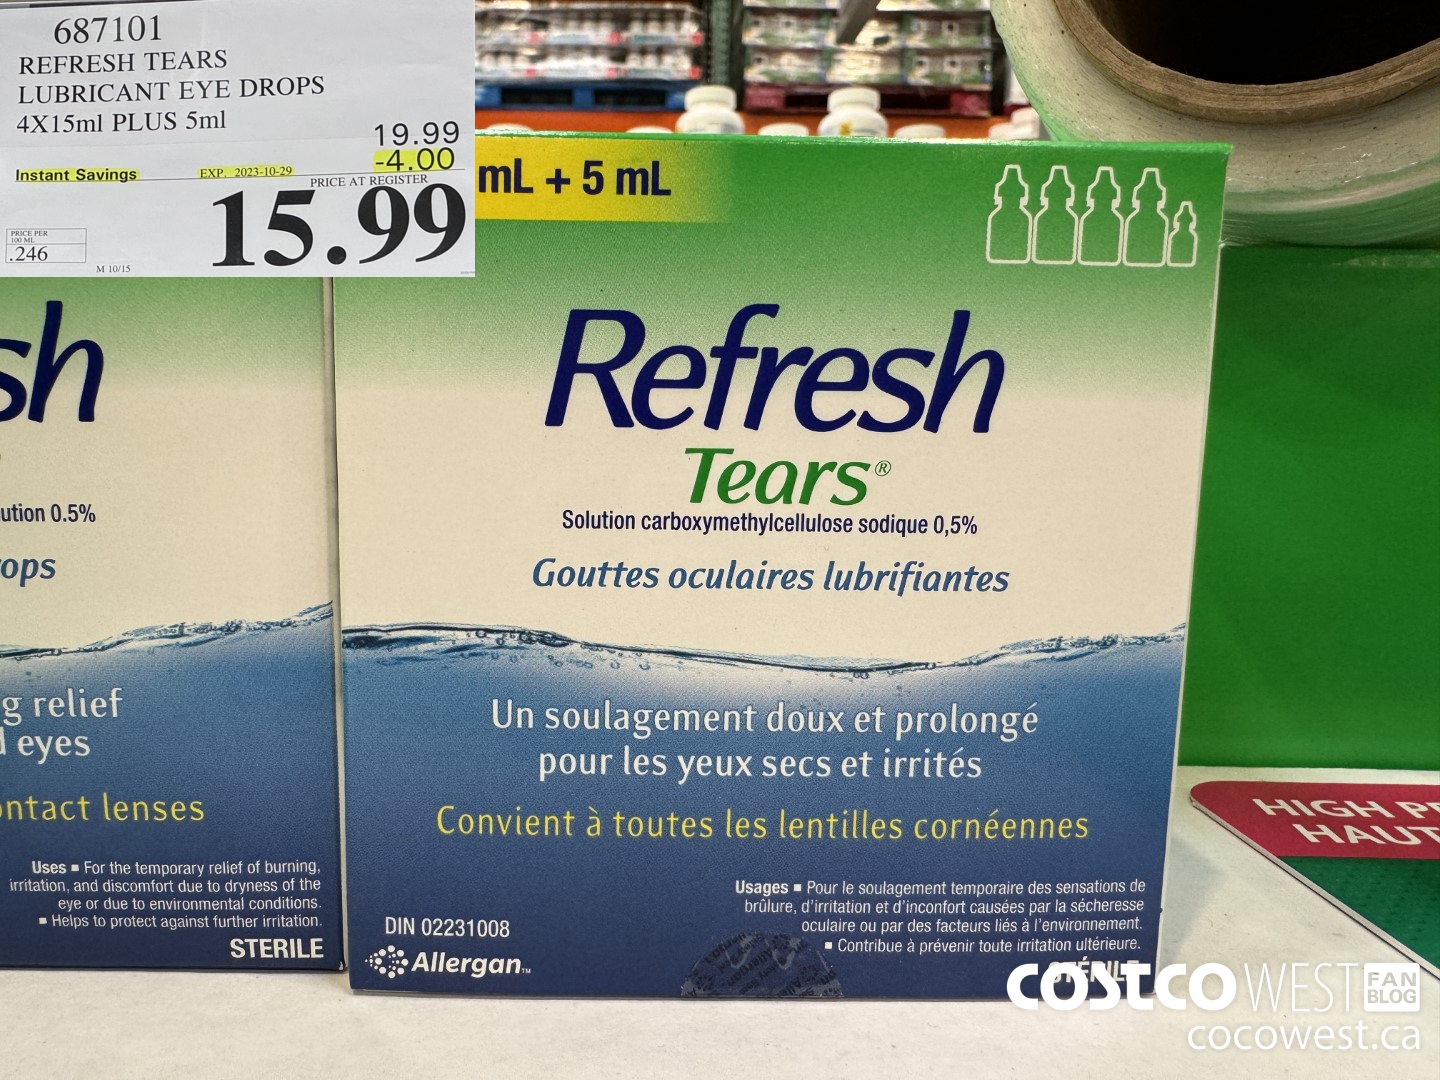 687101
REFRESH TEARS
LUBRICANT EYE DROPS
4X15ml PLUS 5ml
19.99
Instant Savings EXP. 2023-10-29 -4.00
PRICE AT REGISTER
15.99
PRICE PER
100 ML
.246
M 10/15
mL + 5 mL
Refresh
Tears®
Solution carboxymethylcellulose sodique 0,5%
Gouttes oculaires lubrifiantes
Un soulagement doux et prolongé
pour les yeux secs et irrités
Convient à toutes les lentilles cornéennes
Usages ▪ Pour le soulagement temporaire des sensations de
brûlure, d'irritation et d'inconfort causées par la sécheresse
oculaire ou par des facteurs liés à l'environnement.
▪ Contribue à prévenir toute irritation ultérieure.
STÉRILE
DIN 02231008
Allergan™
sh
ution 0.5%
rops
g relief
d eyes
ontact lenses
Uses ▪ For the temporary relief of burning,
irritation, and discomfort due to dryness of the
eye or due to environmental conditions.
▪ Helps to protect against further irritation.
STERILE
HIGH PR
HAUT
COSTCO WEST FAN BLOG
cocowest.ca